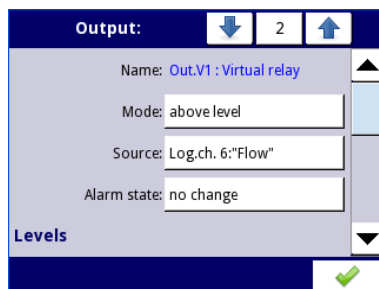 Output: 2
Name: Out.V1 : Virtual relay
Mode: above level
Source: Log.ch. 6:"Flow"
Alarm state: no change
Levels